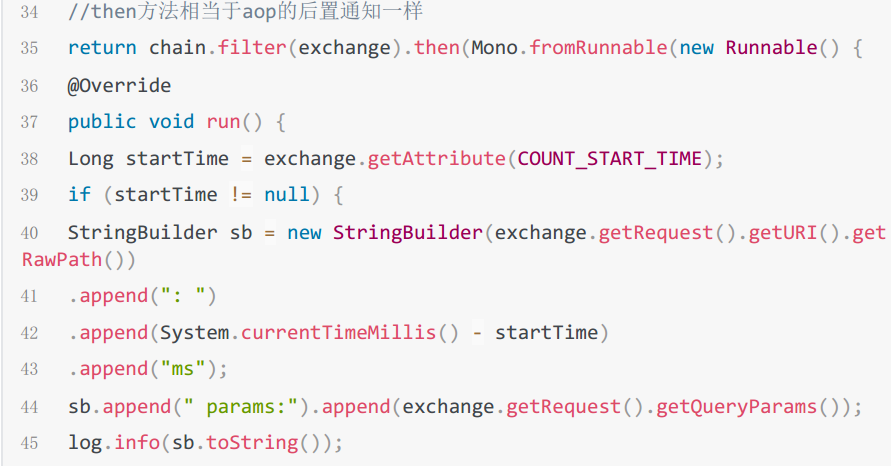 34 //then方法相当于aop的后置通知一样
35 return chain.filter(exchange).then(Mono.fromRunnable(new Runnable() {
36 @Override
37 public void run() {
38 Long startTime = exchange.getAttribute(COUNT_START_TIME);
39 if (startTime != null) {
40 StringBuilder sb = new StringBuilder(exchange.getRequest().getURI().get
RawPath())
41 .append(": ")
42 .append(System.currentTimeMillis() - startTime)
43 .append("ms");
44 sb.append(" params:").append(exchange.getRequest().getQueryParams());
45 log.info(sb.toString());